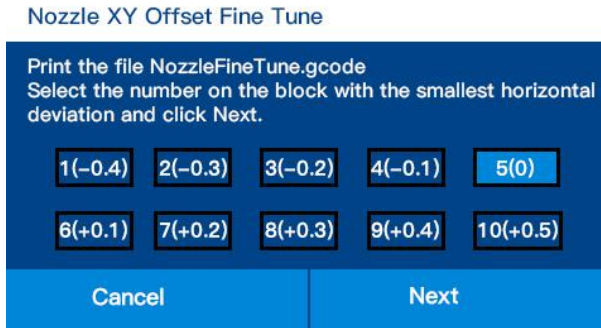 Nozzle XY Offset Fine Tune
Print the file NozzleFineTune.gcode
Select the number on the block with the smallest horizontal
deviation and click Next.
1(-0.4) 2(-0.3) 3(-0.2) 4(-0.1) 5(0)
6(+0.1) 7(+0.2) 8(+0.3) 9(+0.4) 10(+0.5)
Cancel Next